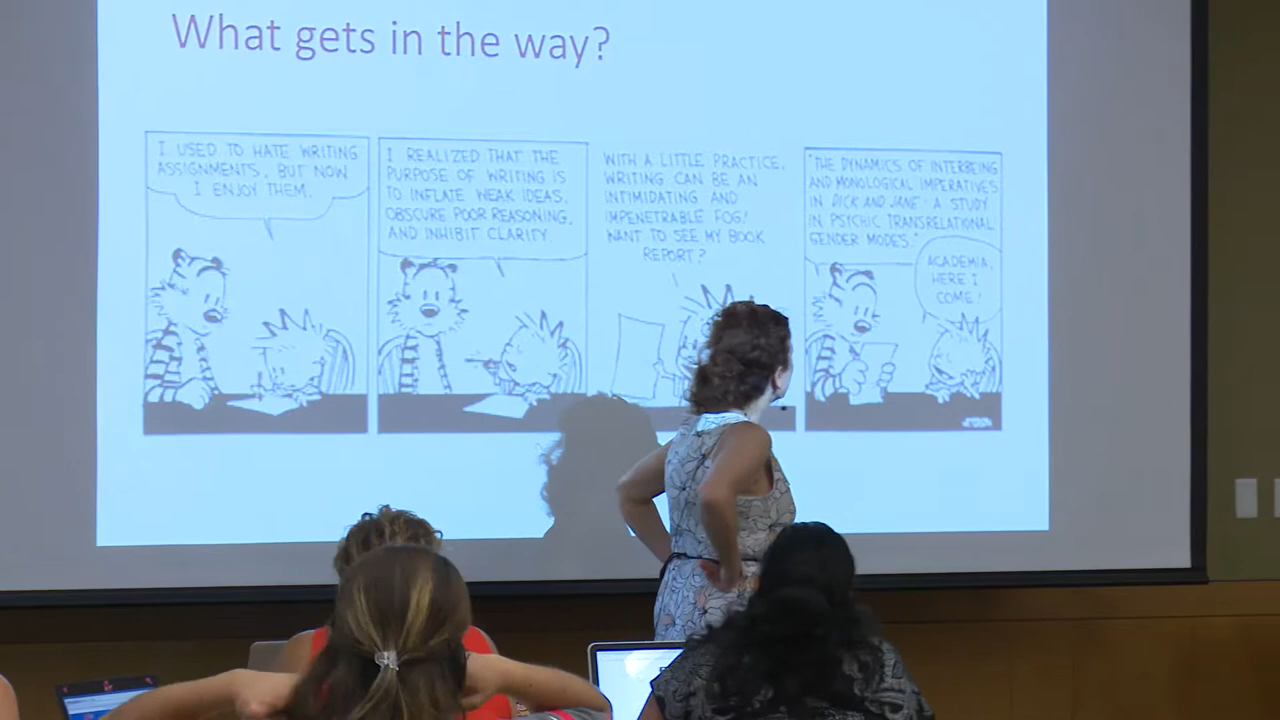 What gets in the way?
I USED TO HATE WRITING
ASSIGNMENTS, BUT NOW
I ENJOY THEM.
I REALIZED THAT THE
PURPOSE OF WRITING IS
TO INFLATE WEAK IDEAS,
OBSCURE POOR REASONING,
AND INHIBIT CLARITY.
WITH A LITTLE PRACTICE,
WRITING CAN BE AN
INTIMIDATING AND
IMPENETRABLE FOG!
WANT TO SEE MY BOOK
REPORT?
"THE DYNAMICS OF INTERBEING
AND MONOLOGICAL IMPERATIVES
IN DICK AND JANE: A STUDY
IN PSYCHIC TRANSRELATIONAL
GENDER MODES."
ACADEMIA,
HERE I
COME!